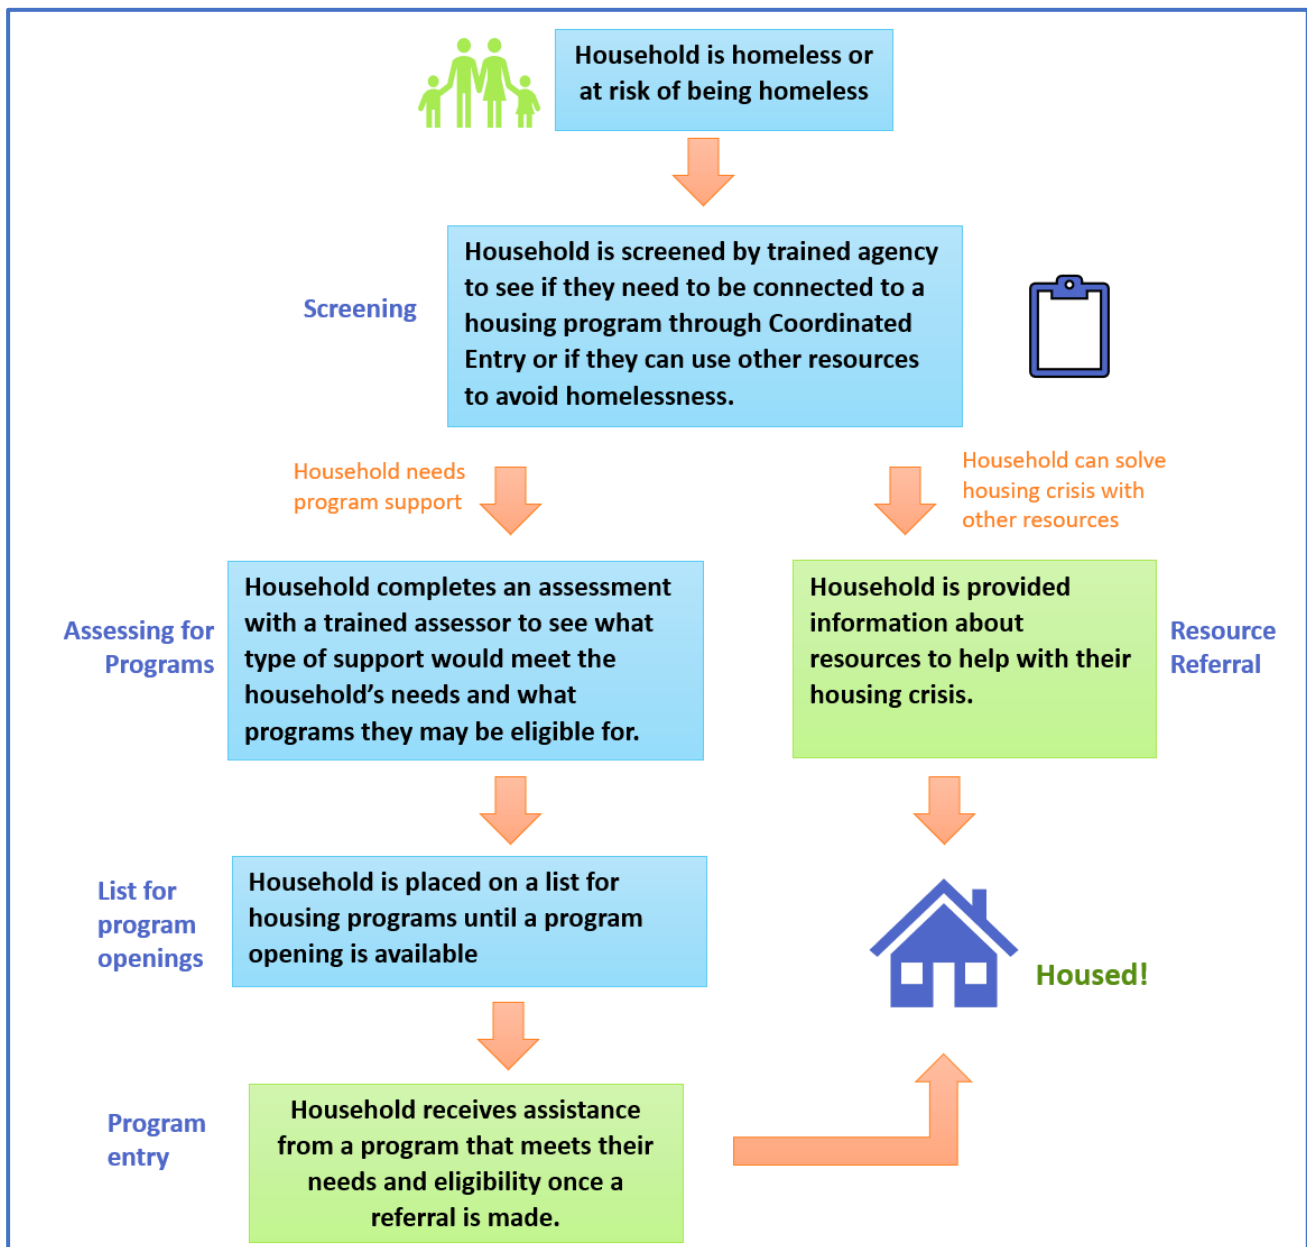 Household is homeless or
at risk of being homeless
Screening
Household is screened by trained agency
to see if they need to be connected to a
housing program through Coordinated
Entry or if they can use other resources
to avoid homelessness.
Household needs
program support
Household can solve
housing crisis with
other resources
Assessing for
Programs
Household completes an assessment
with a trained assessor to see what
type of support would meet the
household’s needs and what
programs they may be eligible for.
Household is provided
information about
resources to help with their
housing crisis.
Resource
Referral
List for
program
openings
Household is placed on a list for
housing programs until a program
opening is available
Housed!
Program
entry
Household receives assistance
from a program that meets their
needs and eligibility once a
referral is made.